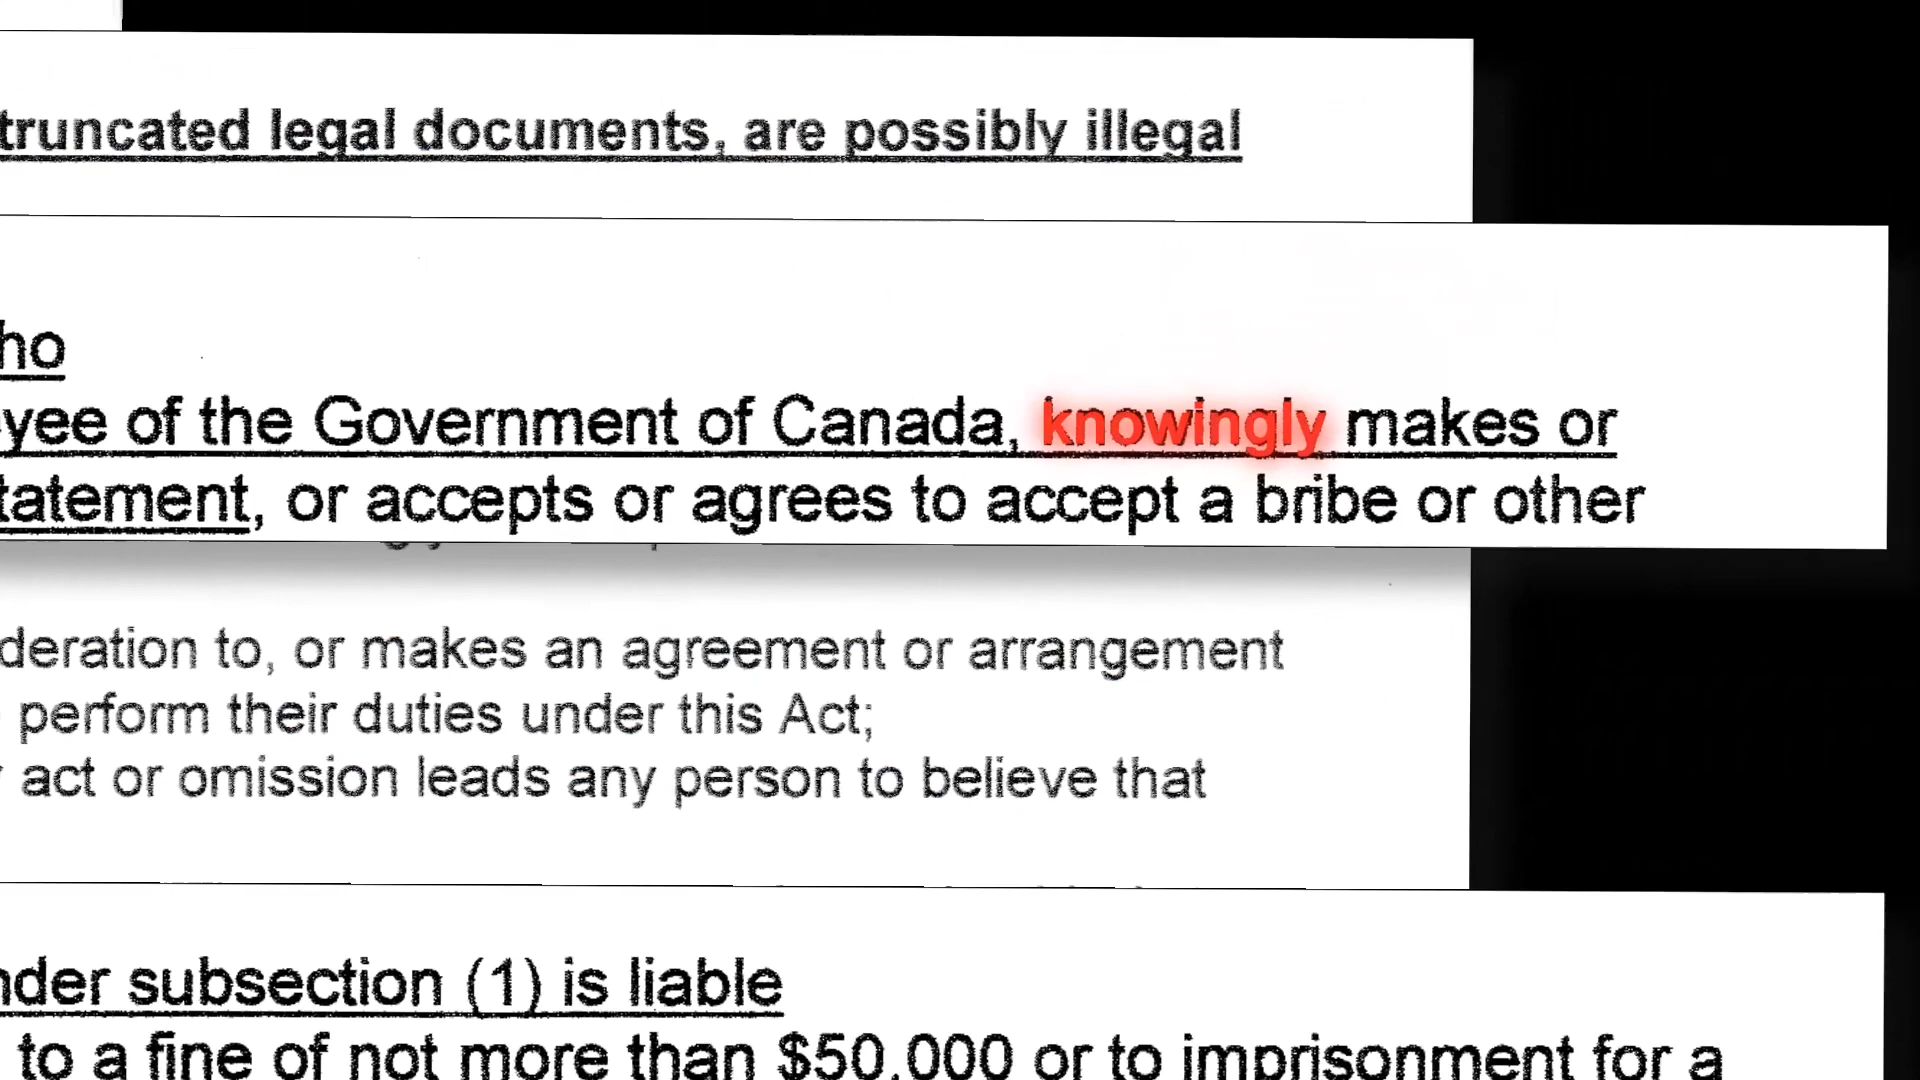 truncated legal documents, are possibly illegal
ho
yee of the Government of Canada, knowingly makes or
tatement, or accepts or agrees to accept a bribe or other
deration to, or makes an agreement or arrangement
perform their duties under this Act;
act or omission leads any person to believe that
nder subsection (1) is liable
to a fine of not more than $50,000 or to imprisonment for a